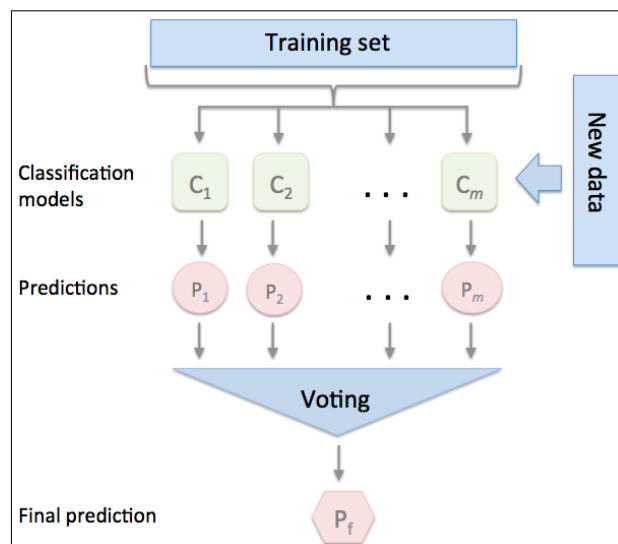 Training set
New data
Classification
models
C1
C2
. . .
Cm
Predictions
P1
P2
. . .
Pm
Voting
Final prediction
Pf